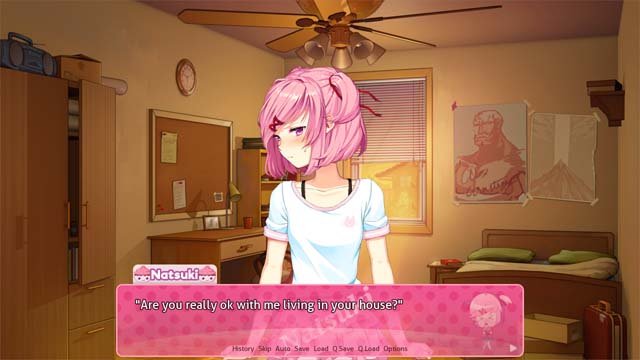 Natsuki
"Are you really ok with me living in your house?"
History Skip Auto Save Load Q.Save Q.Load Options